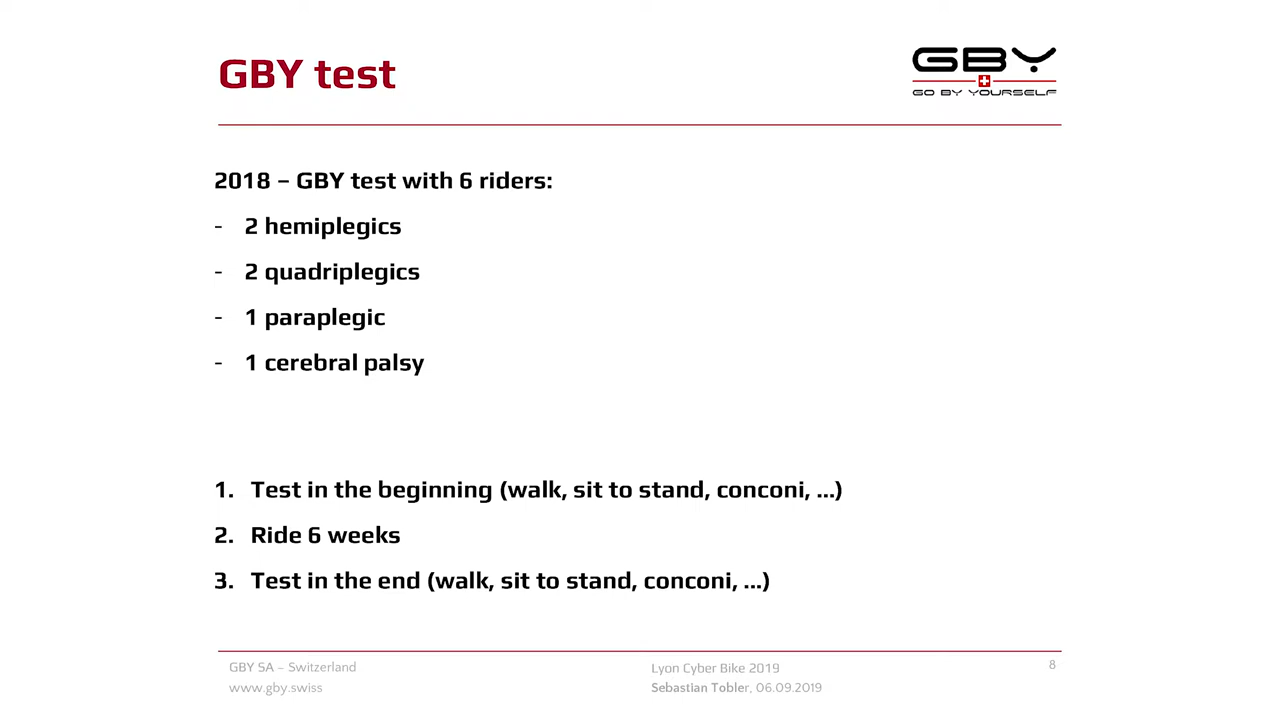 GBY test
GBY
GO BY YOURSELF
2018 – GBY test with 6 riders:
- 2 hemiplegics
- 2 quadriplegics
- 1 paraplegic
- 1 cerebral palsy
1. Test in the beginning (walk, sit to stand, conconi, ...)
2. Ride 6 weeks
3. Test in the end (walk, sit to stand, conconi, ...)
GBY SA – Switzerland
www.gby.swiss
Lyon Cyber Bike 2019
Sebastian Tobler, 06.09.2019
8